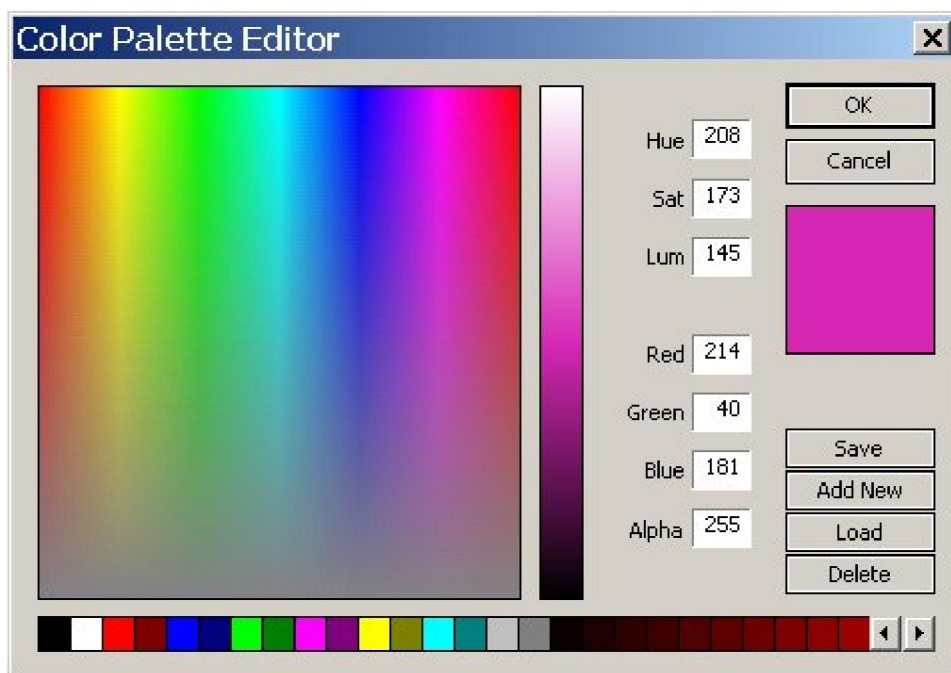 Color Palette Editor
OK
Hue 208
Cancel
Sat 173
Lum 145
Red 214
Green 40
Blue 181
Alpha 255
Save
Add New
Load
Delete